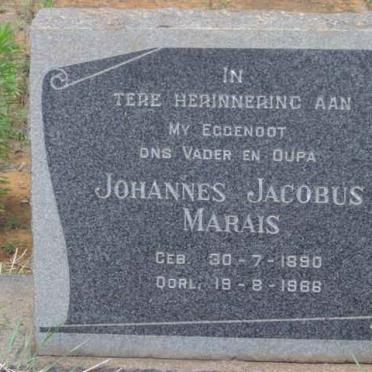 IN
TERE HERINNERING AAN
MY EGGENOOT
ONS VADER EN OUPA
JOHANNES JACOBUS
MARAIS
GEB. 30-7-1890
OORL. 19-8-1966